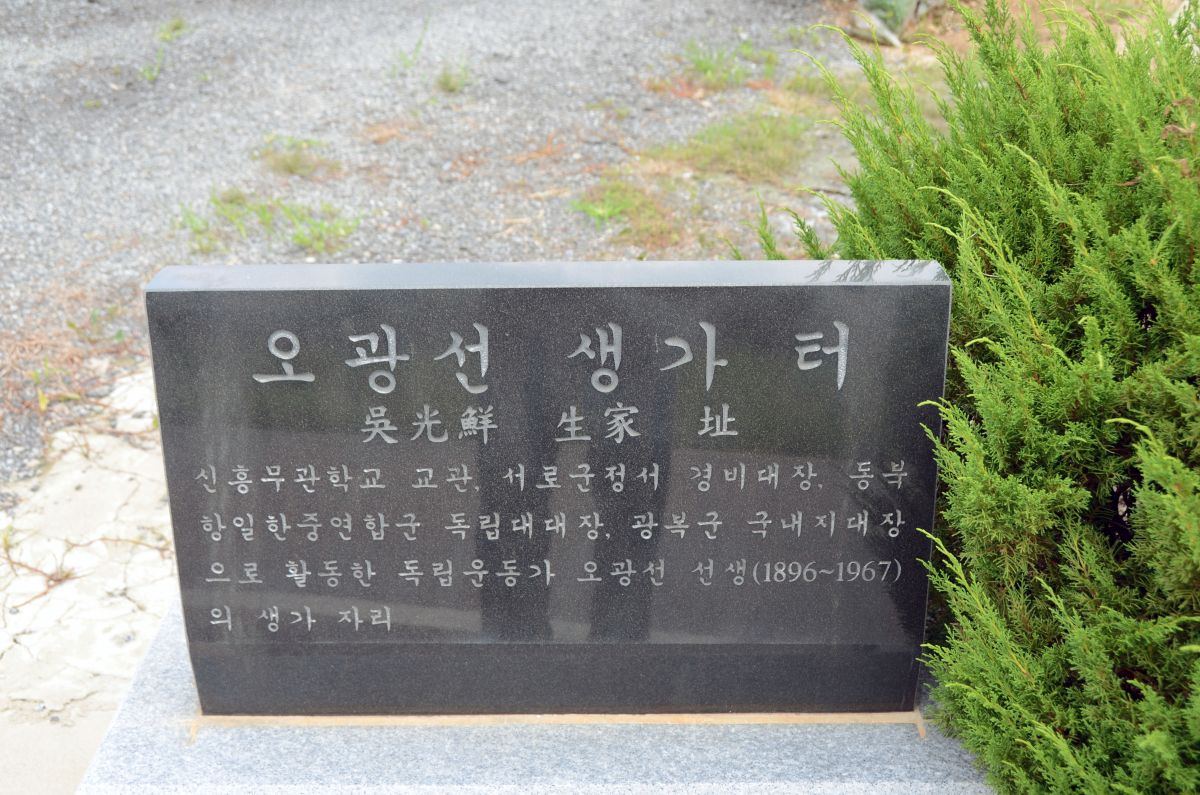 오광선 생가 터
吳光鮮 生家 址
신흥무관학교 교관, 서로군정서 경비대장, 동북
항일한중연합군 독립대대장, 광복군 국내지대장
으로 활동한 독립운동가 오광선 선생(1896~1967)
의 생가 자리